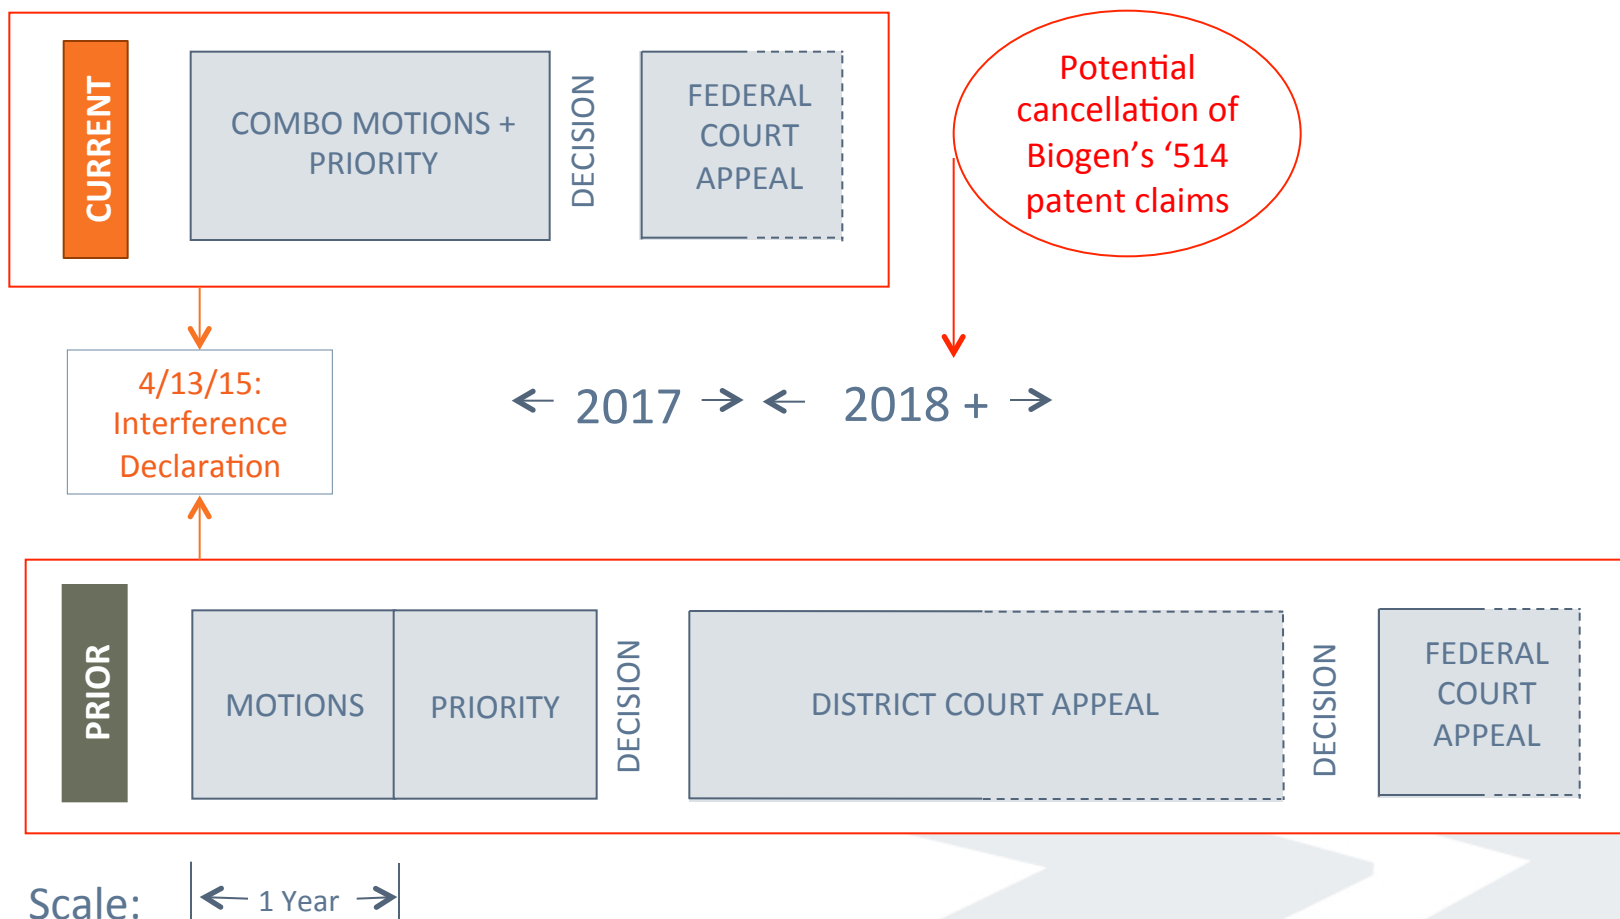 CURRENT
COMBO MOTIONS +
PRIORITY
DECISION
FEDERAL
COURT
APPEAL
Potential
cancellation of
Biogen’s ‘514
patent claims
4/13/15:
Interference
Declaration
2017
2018 +
PRIOR
MOTIONS
PRIORITY
DECISION
DISTRICT COURT APPEAL
DECISION
FEDERAL
COURT
APPEAL
Scale:
1 Year